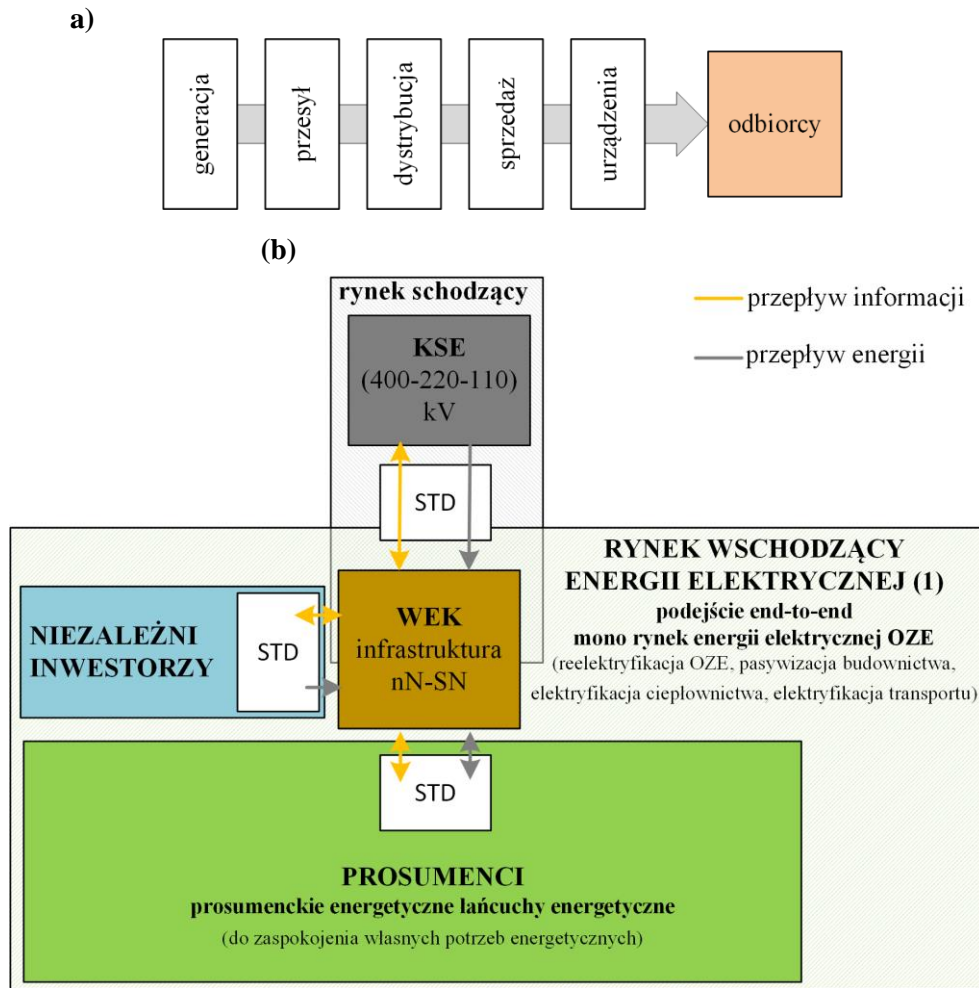 a)
generacja
przesył
dystrybucja
sprzedaż
urządzenia
odbiorcy
(b)
rynek schodzący
KSE
(400-220-110)
kV
przepływ informacji
przepływ energii
STD
RYNEK WSCHODZĄCY
ENERGII ELEKTRYCZNEJ (1)
podejście end-to-end
mono rynek energii elektrycznej OZE
(reelektryfikacja OZE, pasywizacja budownictwa,
elektryfikacja ciepłownictwa, elektryfikacja transportu)
NIEZALEŻNI
INWESTORZY
STD
WEK
infrastruktura
nN-SN
STD
PROSUMENCI
prosumenckie energetyczne łańcuchy energetyczne
(do zaspokojenia własnych potrzeb energetycznych)